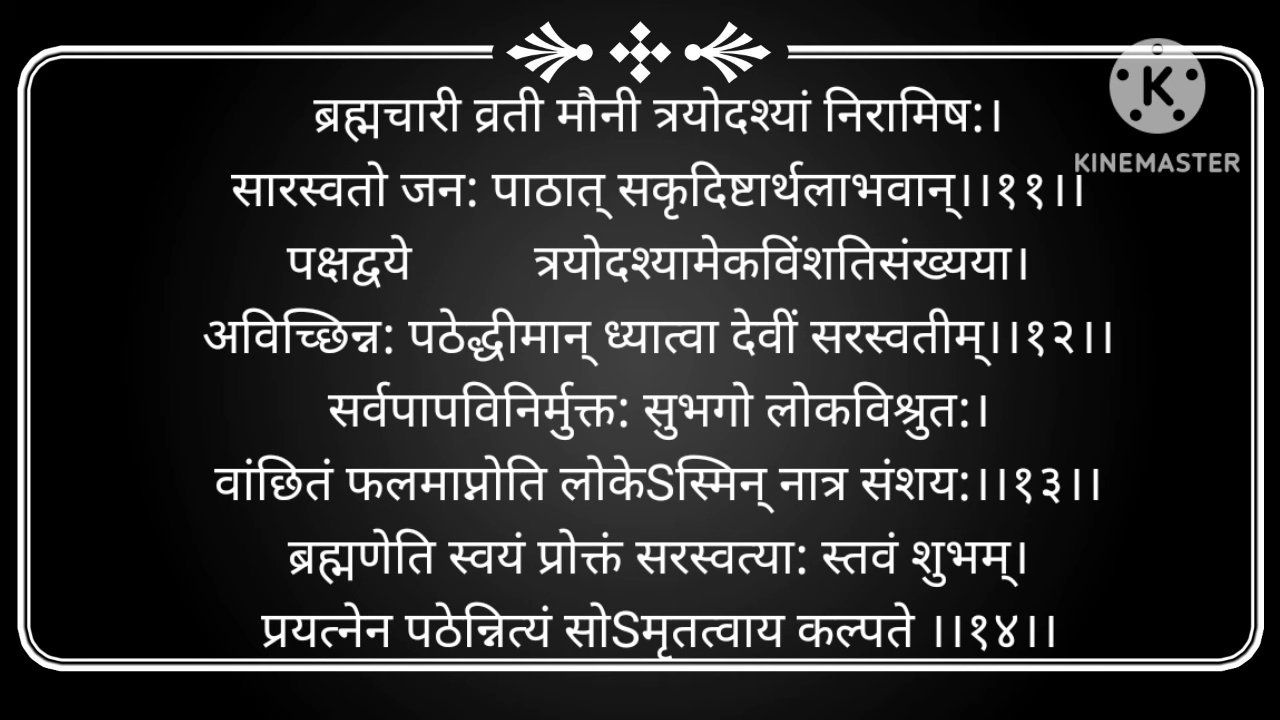 ब्रह्मचारी व्रती मौनी त्रयोदश्यां निरामिष:।
KINEMASTER
सारस्वतो जन: पाठात् सकृदिष्टार्थलाभवान्।।११।।
पक्षद्वये त्रयोदश्यामेकविंशतिसंख्यया।
अविच्छिन्न: पठेद्धीमान् ध्यात्वा देवीं सरस्वतीम्।।१२।।
सर्वपापविनिर्मुक्त: सुभगो लोकविश्रुत:।
वांछितं फलमाप्नोति लोकेSस्मिन् नात्र संशय:।।१३।।
ब्रह्मणेति स्वयं प्रोक्तं सरस्वत्या: स्तवं शुभम्।
प्रयत्नेन पठेन्नित्यं सोSमृतत्वाय कल्पते ।।१४।।